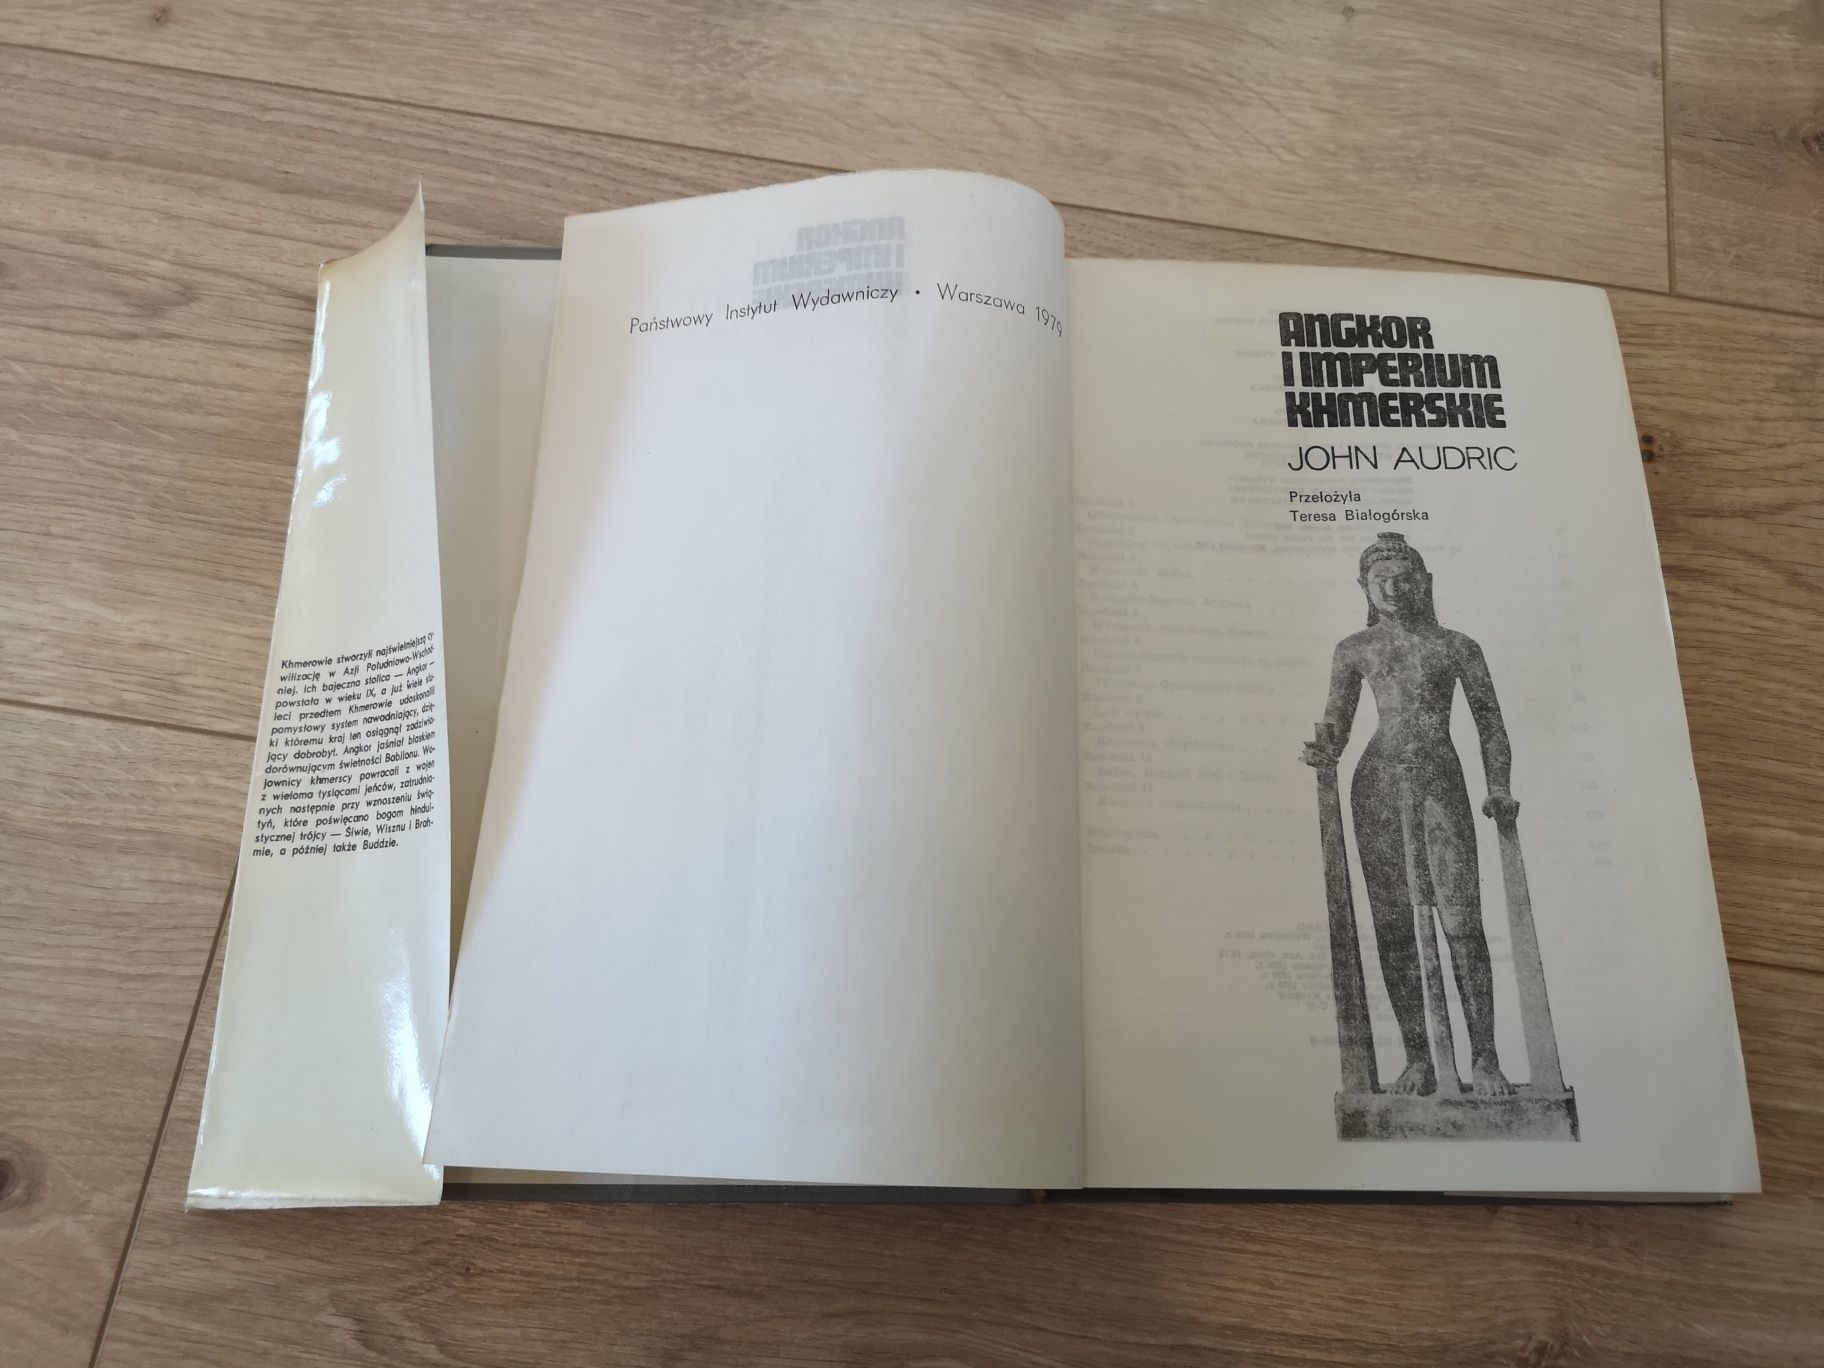 Khmerowie stworzyli najświetniejszą cy-
wilizację w Azji Południowo-Wschod-
niej. Ich bajeczna stolica — Angkor —
powstała w wieku IX, a już wiele stu-
leci przedtem Khmerowie udoskonalili
pomysłowy system nawadniający, dzię-
ki któremu kraj ten osiągnął zadziwia-
jący dobrobyt. Angkor jaśniał blaskiem
dorównującym świetności Babilonu. Wo-
jownicy khmerscy powracali z wojen
z wieloma tysiącami jeńców, zatrudnia-
nych następnie przy wznoszeniu świą-
tyń, które poświęcano bogom hindui-
stycznej trójcy — Śiwie, Wisznu i Brah-
mie, a później także Buddzie.
Państwowy Instytut Wydawniczy • Warszawa 1979
ANGKOR
I IMPERIUM
KHMERSKIE
JOHN AUDRIC
Przełożyła
Teresa Białogórska